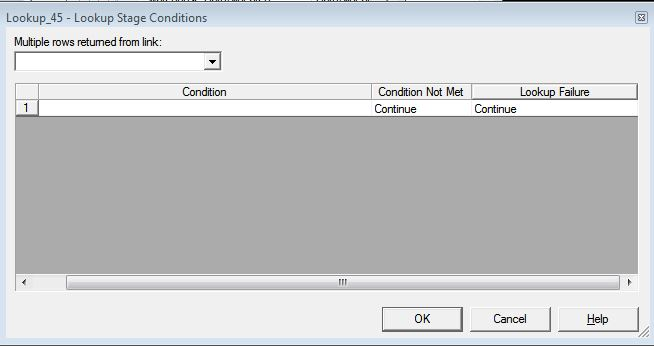 Lookup_45 - Lookup Stage Conditions
Multiple rows returned from link:
Condition Condition Not Met Lookup Failure
1 Continue Continue
OK Cancel Help